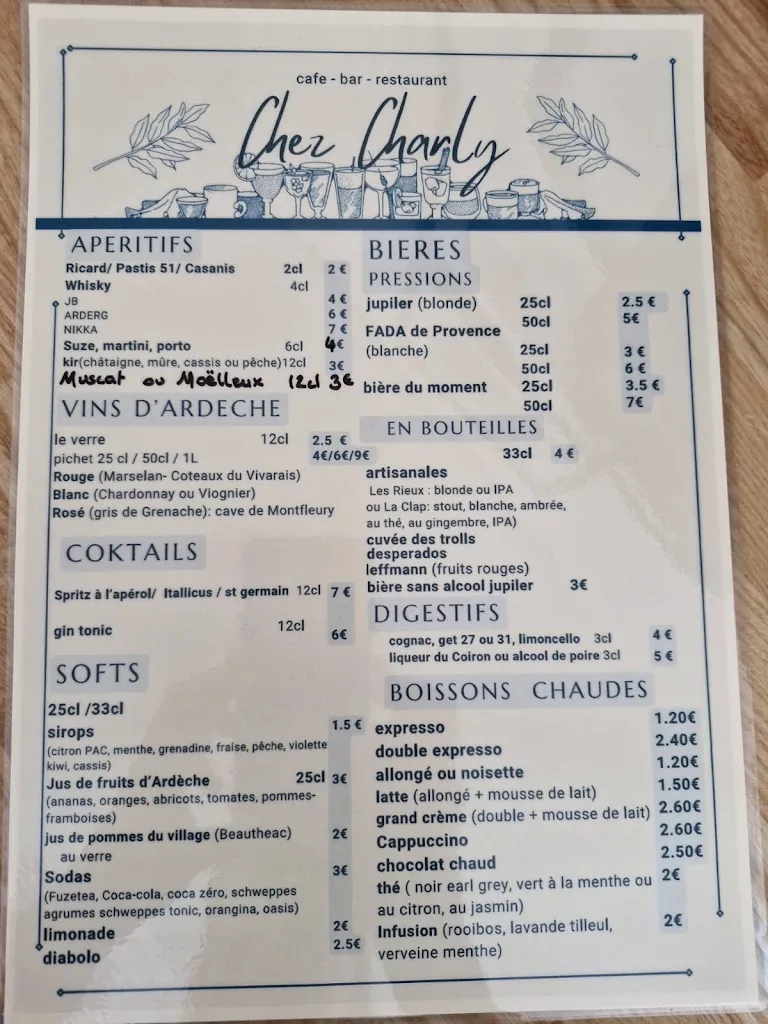 cafe - bar - restaurant
Chez Charly
APERITIFS
Ricard/ Pastis 51/ Casanis 2cl 2 €
Whisky 4cl
JB 4 €
ARDERG 6 €
NIKKA 7 €
Suze, martini, porto 6cl 4€
kir(châtaigne, mûre, cassis ou pêche)12cl 3€
Muscat ou Moëlleux 12cl 3€
VINS D'ARDECHE
le verre 12cl 2.5 €
pichet 25 cl / 50cl / 1L 4€/6€/9€
Rouge (Marselan- Coteaux du Vivarais)
Blanc (Chardonnay ou Viognier)
Rosé (gris de Grenache): cave de Montfleury
COKTAILS
Spritz à l'apérol/ Itallicus / st germain 12cl 7 €
gin tonic 12cl 6€
SOFTS
25cl /33cl
sirops 1.5 €
(citron PAC, menthe, grenadine, fraise, pêche, violette
kiwi, cassis)
Jus de fruits d'Ardèche 25cl 3€
(ananas, oranges, abricots, tomates, pommes-
framboises)
jus de pommes du village (Beautheac) 2€
au verre
Sodas 3€
(Fuzetea, Coca-cola, coca zéro, schweppes
agrumes schweppes tonic, orangina, oasis)
limonade 2€
diabolo 2.5€
BIERES
PRESSIONS
jupiler (blonde) 25cl 2.5 €
50cl 5€
FADA de Provence
(blanche) 25cl 3 €
50cl 6 €
bière du moment 25cl 3.5 €
50cl 7€
EN BOUTEILLES
33cl 4 €
artisanales
Les Rieux : blonde ou IPA
ou La Clap: stout, blanche, ambrée,
au thé, au gingembre, IPA)
cuvée des trolls
desperados
leffmann (fruits rouges)
bière sans alcool jupiler 3€
DIGESTIFS
cognac, get 27 ou 31, limoncello 3cl 4 €
liqueur du Coiron ou alcool de poire 3cl 5 €
BOISSONS CHAUDES
expresso 1.20€
double expresso 2.40€
allongé ou noisette 1.20€
latte (allongé + mousse de lait) 1.50€
grand crème (double + mousse de lait) 2.60€
Cappuccino 2.60€
chocolat chaud 2.50€
thé ( noir earl grey, vert à la menthe ou 2€
au citron, au jasmin)
Infusion (rooibos, lavande tilleul, 2€
verveine menthe)